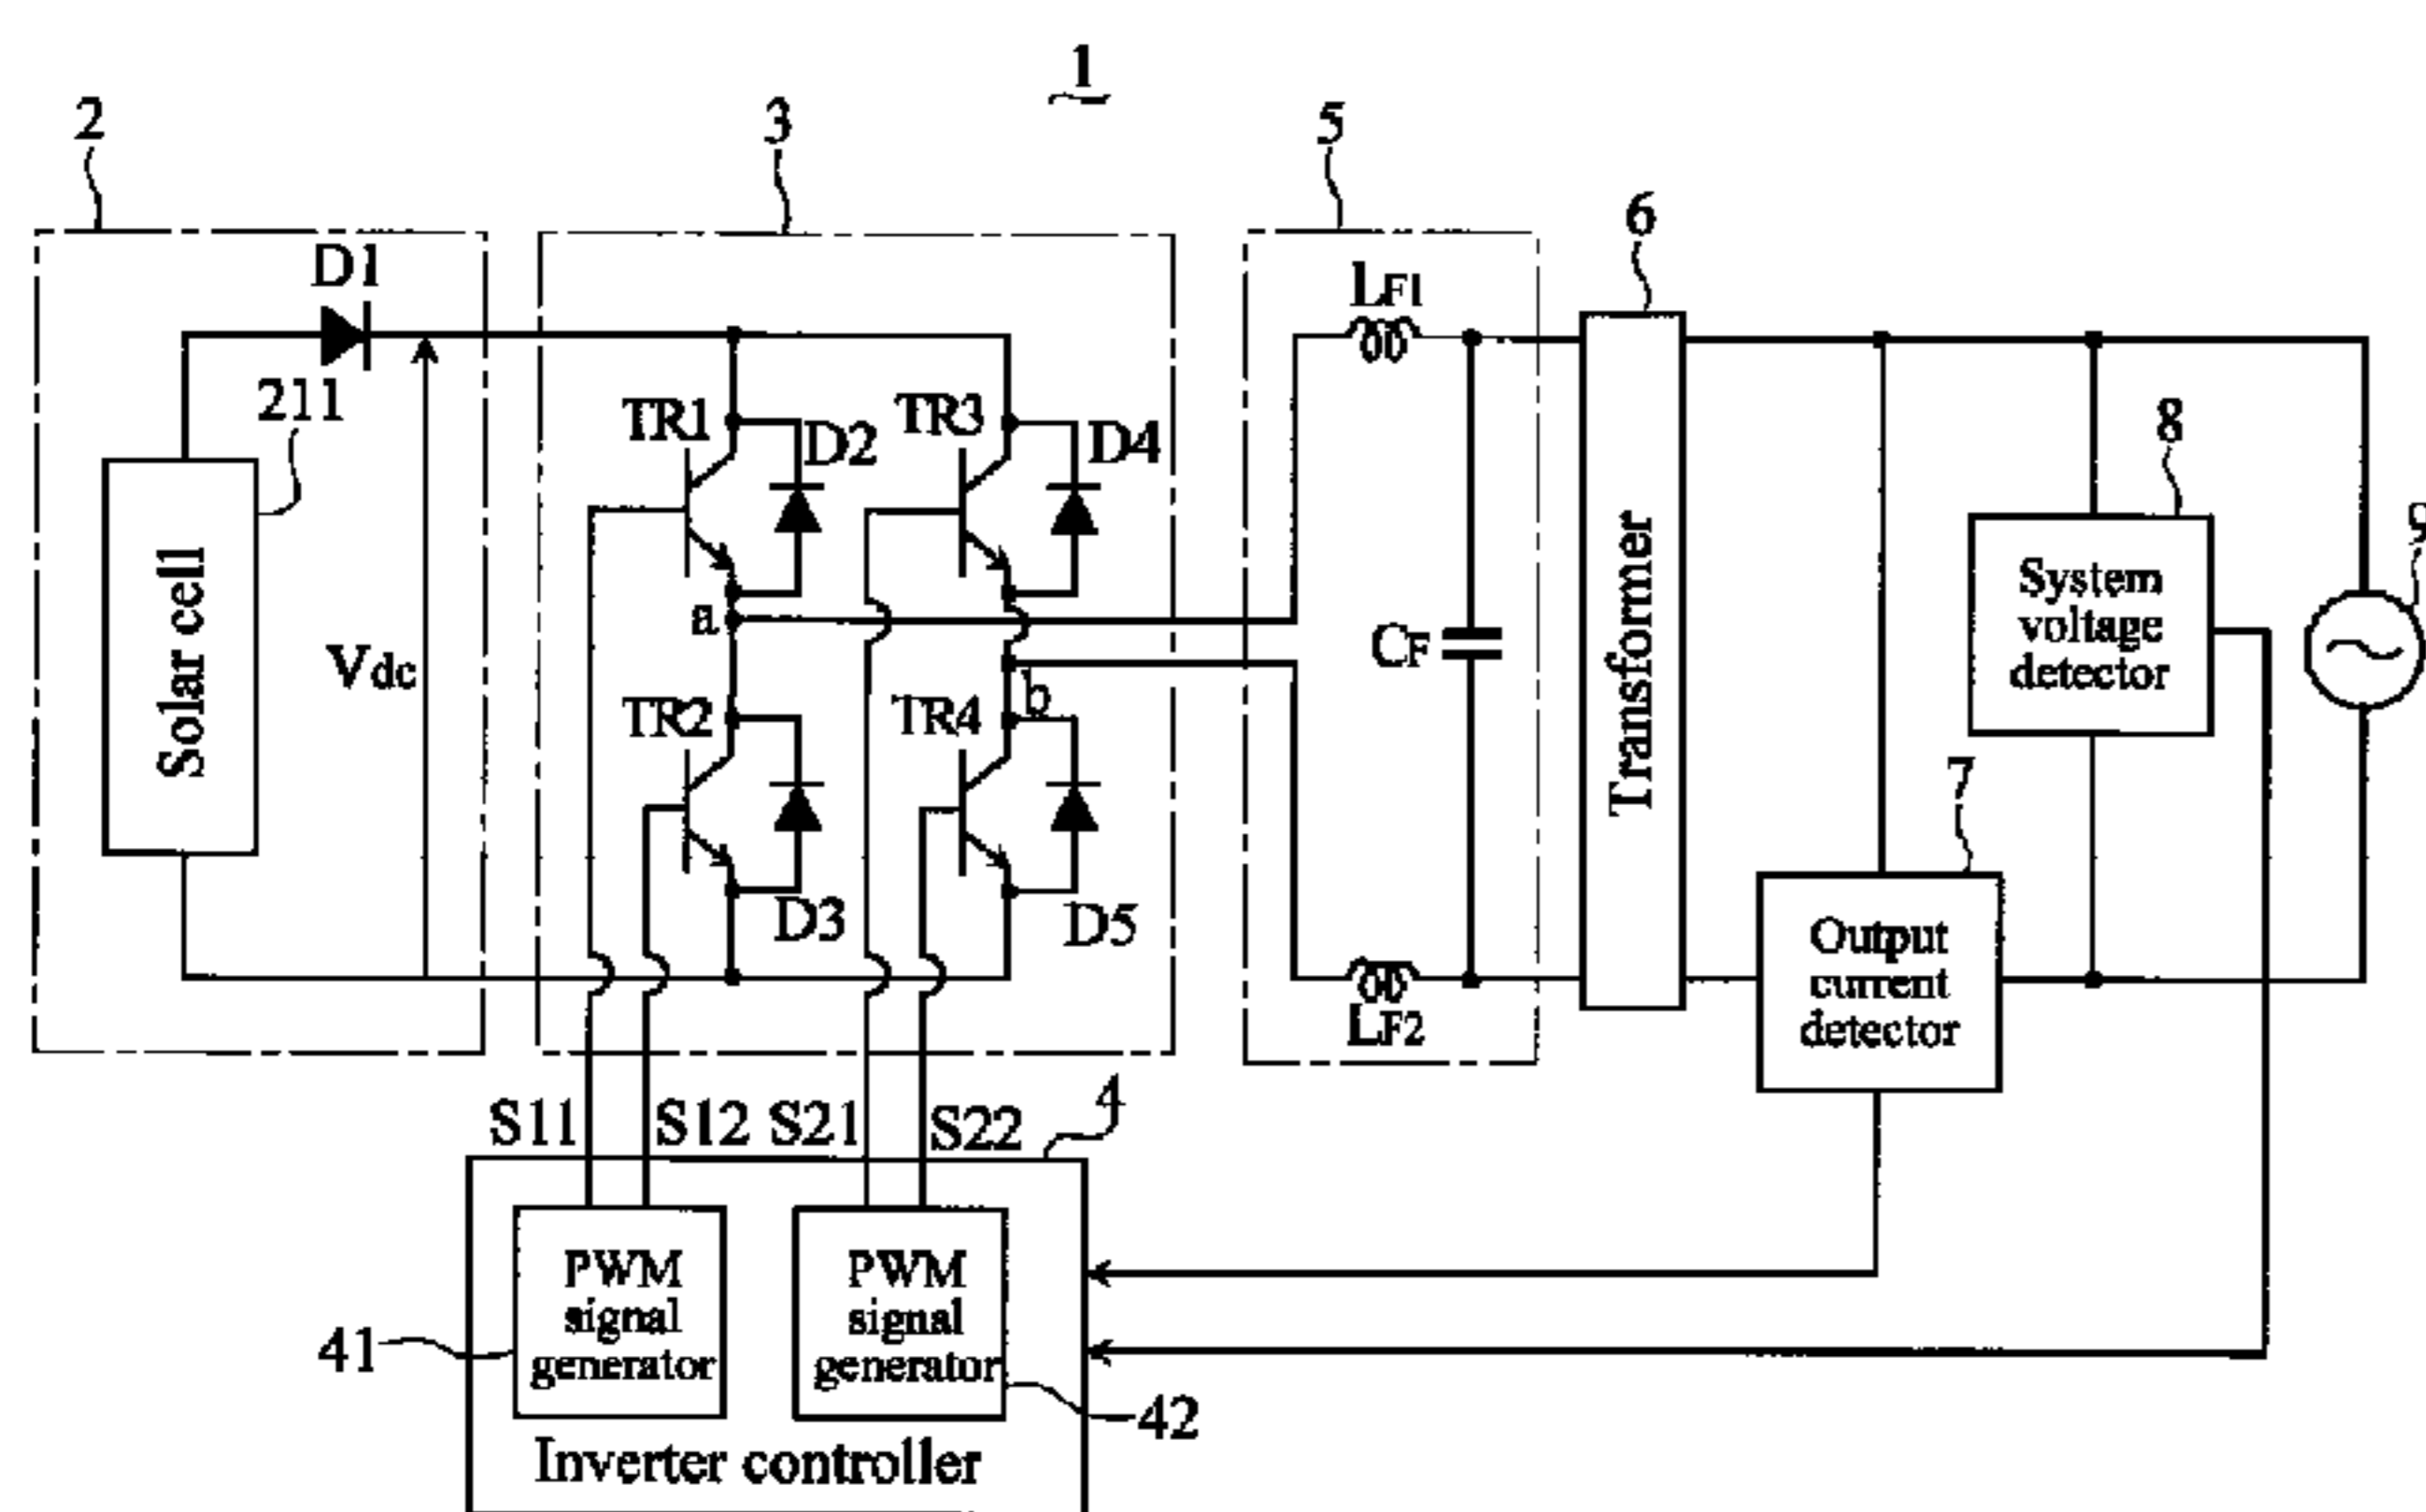 1
2
3
5
6
D1
LF1
211
TR1
D2
TR3
D4
8
9
Solar cell
Vdc
a
b
CF
Transformer
System
voltage
detector
TR2
TR4
7
D3
D5
Output
current
detector
LF2
S11
S12
S21
S22
4
PWM
signal
generator
PWM
signal
generator
41
42
Inverter controller